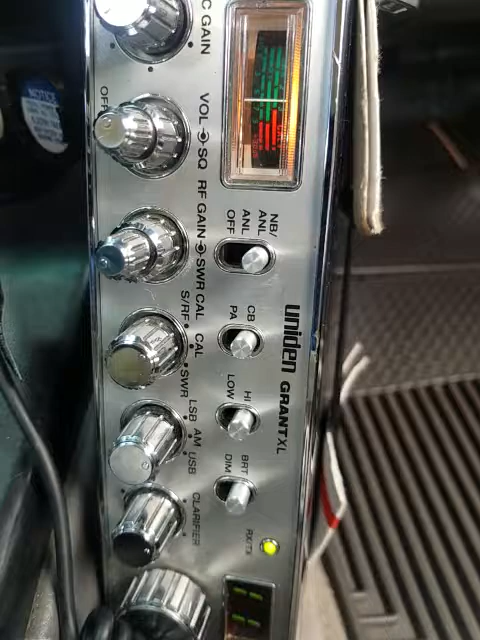 C GAIN
OFF
VOL SQ
RF GAIN SWR CAL
S/RF CAL SWR
LSB AM USB
CLARIFIER
NB/
ANL
ANL
OFF
CB
PA
HI
LOW
BRT
DIM
RX/TX
uniden GRANT XL
NOTICE